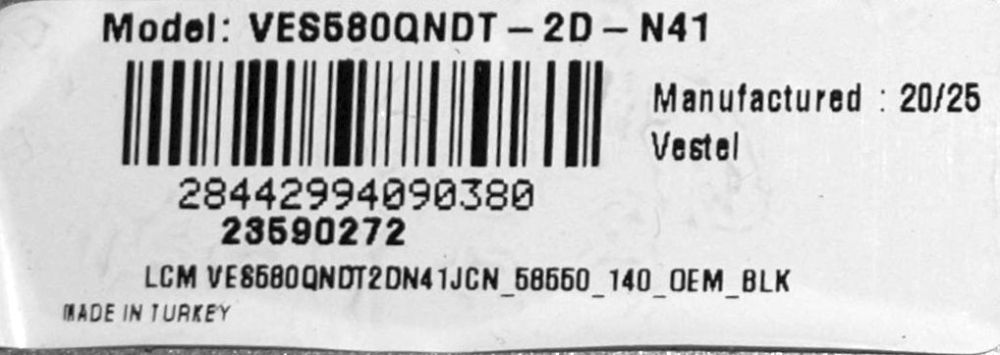 Model: VES580QNDT - 2D - N41
Manufactured : 20/25
Vestel
28442994090380
23590272
LCM VES580QNDT2DN41JCN_58550_140_OEM_BLK
MADE IN TURKEY